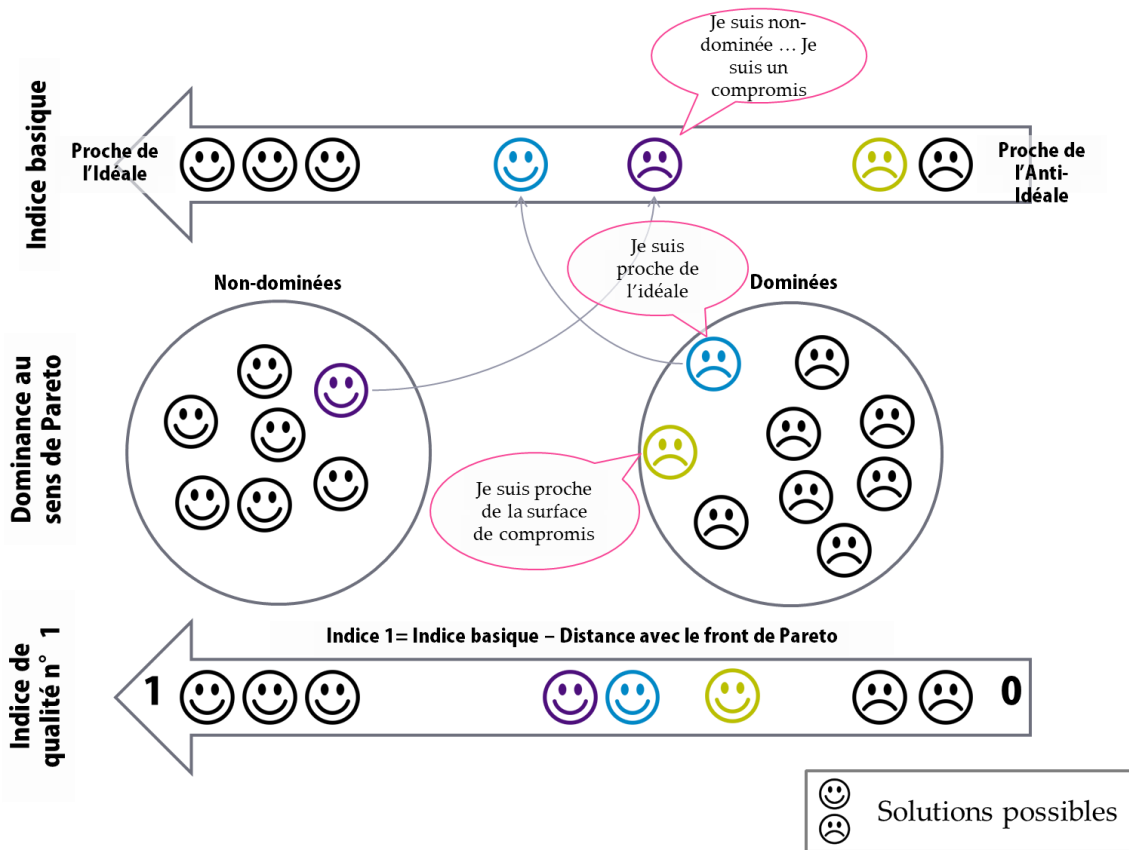 Je suis non-
dominée ... Je
suis un
compromis
Indice basique
Proche de
l'Idéale
Proche de
l'Anti-
Idéale
Je suis
proche de
l'idéale
Non-dominées
Dominées
Dominance au
sens de Pareto
Je suis proche
de la surface
de compromis
Indice de
qualité n° 1
Indice 1= Indice basique – Distance avec le front de Pareto
1
0
Solutions possibles